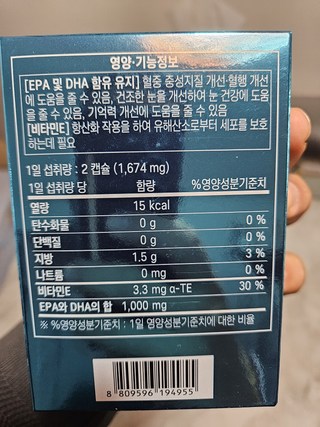 영양·기능정보
[EPA 및 DHA 함유 유지] 혈중 중성지질 개선·혈행 개선
에 도움을 줄 수 있음, 건조한 눈을 개선하여 눈 건강에 도움
을 줄 수 있음, 기억력 개선에 도움을 줄 수 있음
[비타민E] 항산화 작용을 하여 유해산소로부터 세포를 보호
하는데 필요
1일 섭취량 : 2 캡슐 (1,674 mg)
1일 섭취량 당 함량 %영양성분기준치
열량 15 kcal
탄수화물 0 g 0 %
단백질 0 g 0 %
지방 1.5 g 3 %
나트륨 0 mg 0 %
비타민E 3.3 mg α-TE 30 %
EPA와 DHA의 합 1,000 mg
※ %영양성분기준치 : 1일 영양성분기준치에 대한 비율
8 809596 194955